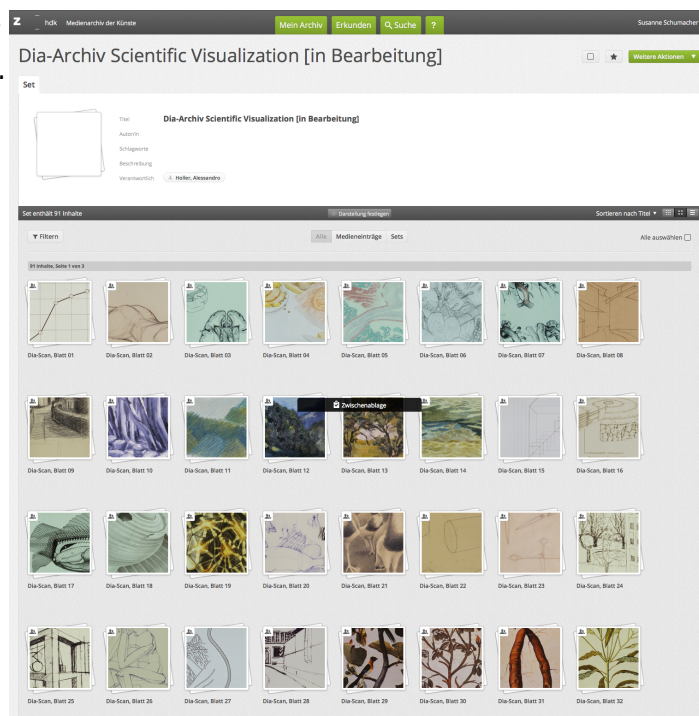 Z hdk Medienarchiv der Künste Mein Archiv Erkunden Suche ? Susanne Schumacher
Dia-Archiv Scientific Visualization [in Bearbeitung] Weitere Aktionen
Set
Titel Dia-Archiv Scientific Visualization [in Bearbeitung]
Autor/in
Schlagworte
Beschreibung
Verantwortlich Holler, Alessandro
Set enthält 91 Inhalte Darstellung festlegen Sortieren nach Titel
Filtern Alle Medieneinträge Sets Alle auswählen
91 Inhalte, Seite 1 von 3
Dia-Scan, Blatt 01 Dia-Scan, Blatt 02 Dia-Scan, Blatt 03 Dia-Scan, Blatt 04 Dia-Scan, Blatt 05 Dia-Scan, Blatt 06 Dia-Scan, Blatt 07 Dia-Scan, Blatt 08
Zwischenablage
Dia-Scan, Blatt 09 Dia-Scan, Blatt 10 Dia-Scan, Blatt 11 Dia-Scan, Blatt 12 Dia-Scan, Blatt 13 Dia-Scan, Blatt 14 Dia-Scan, Blatt 15 Dia-Scan, Blatt 16
Dia-Scan, Blatt 17 Dia-Scan, Blatt 18 Dia-Scan, Blatt 19 Dia-Scan, Blatt 20 Dia-Scan, Blatt 21 Dia-Scan, Blatt 22 Dia-Scan, Blatt 23 Dia-Scan, Blatt 24
Dia-Scan, Blatt 25 Dia-Scan, Blatt 26 Dia-Scan, Blatt 27 Dia-Scan, Blatt 28 Dia-Scan, Blatt 29 Dia-Scan, Blatt 30 Dia-Scan, Blatt 31 Dia-Scan, Blatt 32